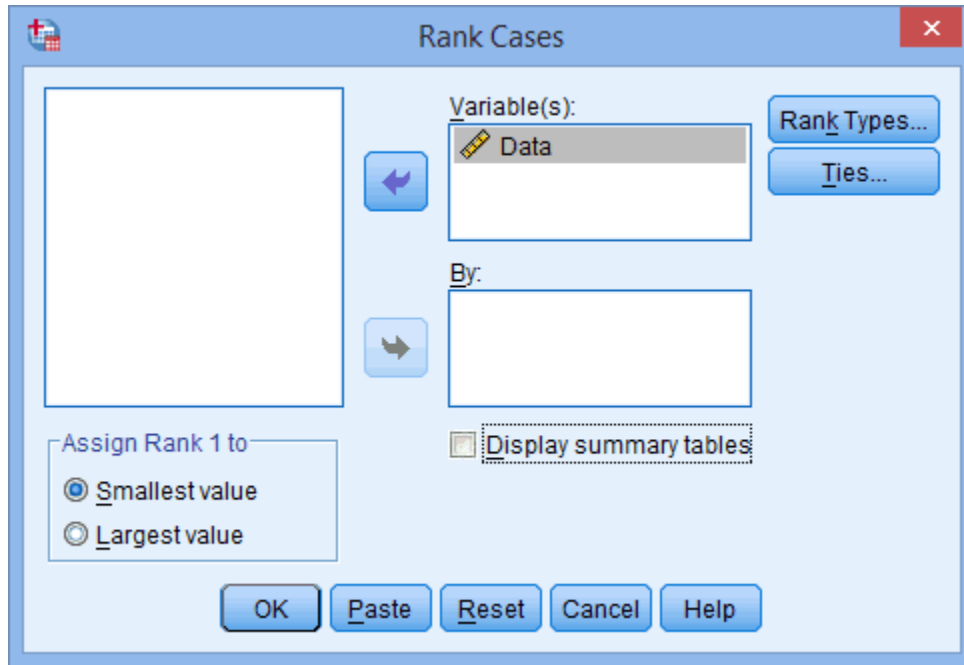 Rank Cases
Variable(s):
Data
Rank Types...
Ties...
By:
Display summary tables
Assign Rank 1 to
Smallest value
Largest value
OK Paste Reset Cancel Help